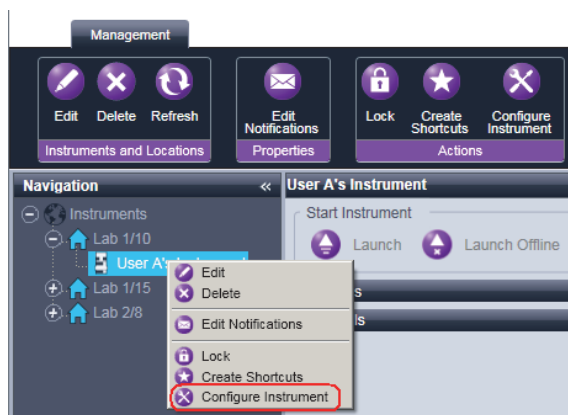 Management
Edit Delete Refresh Edit Notifications Lock Create Shortcuts Configure Instrument
Instruments and Locations Properties Actions
Navigation «
User A's Instrument
Instruments
Lab 1/10
User A's
Lab 1/15
Lab 2/8
Start Instrument
Launch Launch Offline
Edit
Delete
Edit Notifications
Lock
Create Shortcuts
Configure Instrument